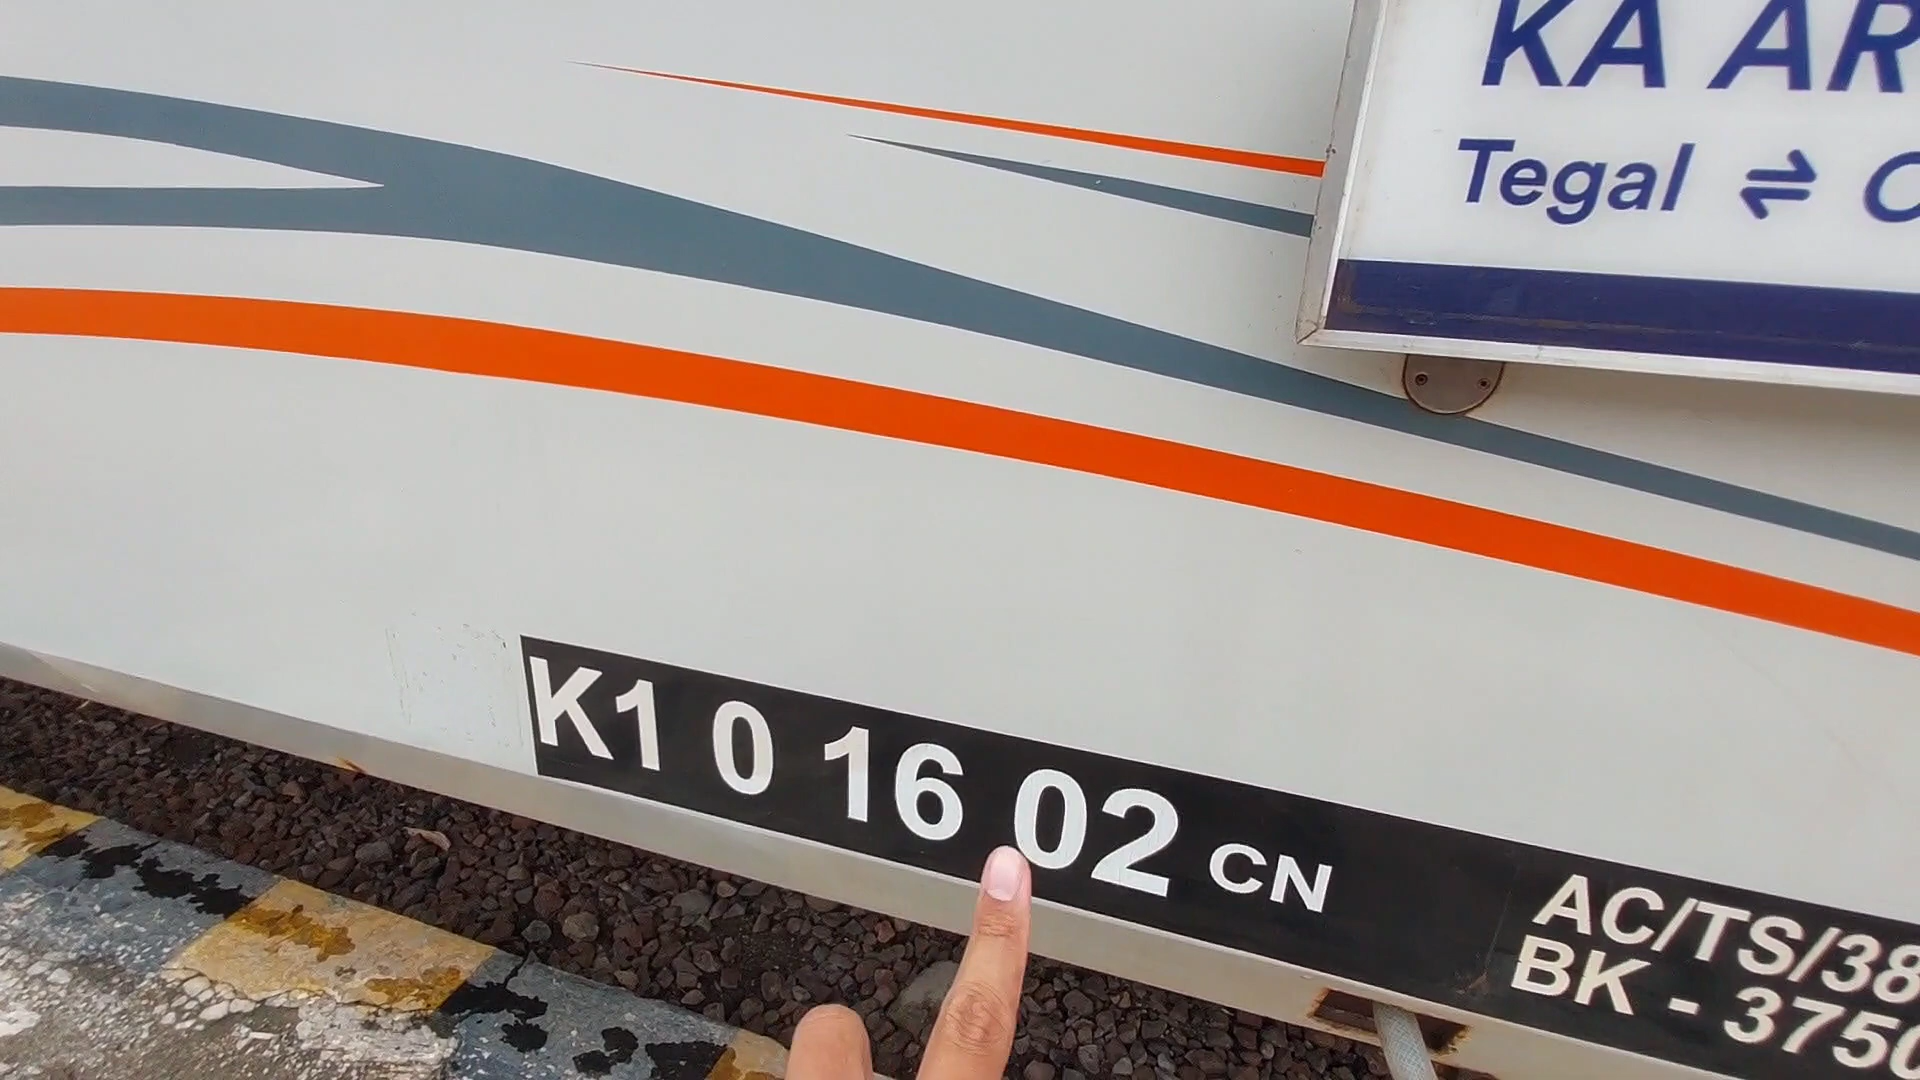 KA AR
Tegal ⇌
K1 0 16 02 CN
AC/TS/38
BK - 3750